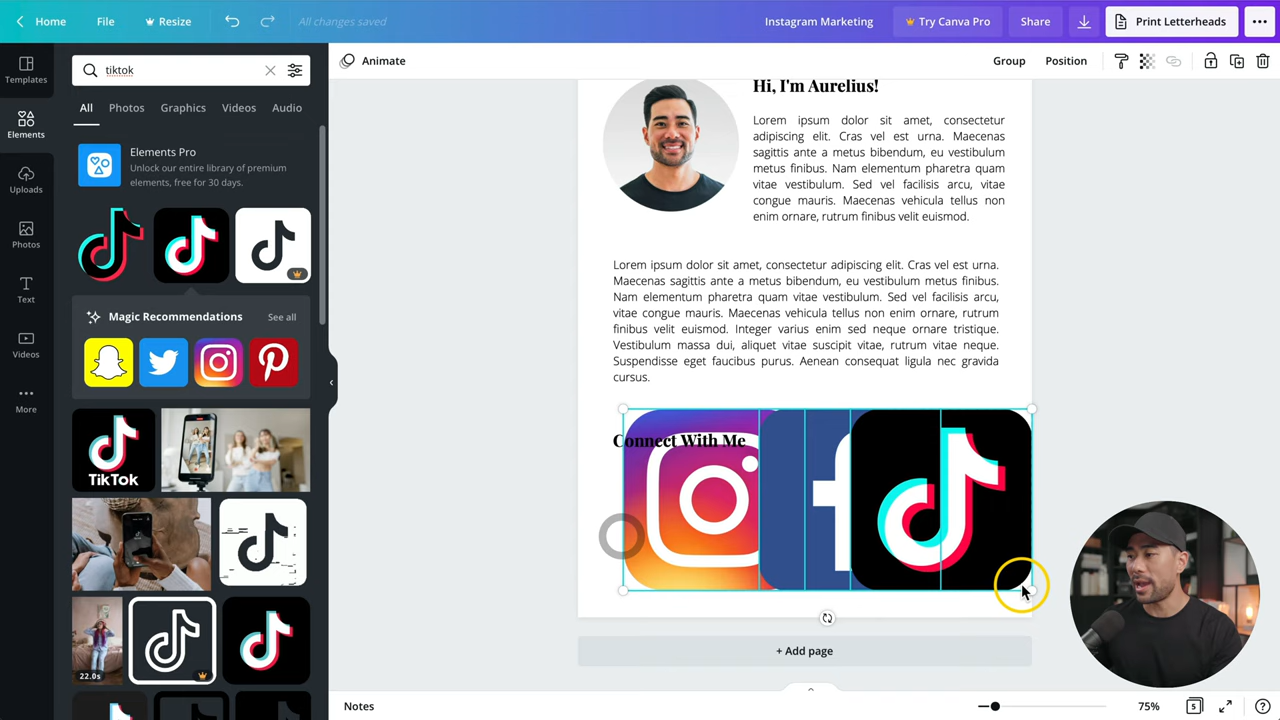 Home
File
Resize
All changes saved
Instagram Marketing
Try Canva Pro
Share
Print Letterheads
Templates
Elements
Uploads
Photos
Text
Videos
More
tiktok
All
Photos
Graphics
Videos
Audio
Elements Pro
Unlock our entire library of premium
elements, free for 30 days.
Magic Recommendations
See all
TikTok
22.0s
Animate
Group
Position
Hi, I'm Aurelius!
Lorem ipsum dolor sit amet, consectetur
adipiscing elit. Cras vel est urna. Maecenas
sagittis ante a metus bibendum, eu vestibulum
metus finibus. Nam elementum pharetra quam
vitae vestibulum. Sed vel facilisis arcu, vitae
congue mauris. Maecenas vehicula tellus non
enim ornare, rutrum finibus velit euismod.
Lorem ipsum dolor sit amet, consectetur adipiscing elit. Cras vel est urna.
Maecenas sagittis ante a metus bibendum, eu vestibulum metus finibus.
Nam elementum pharetra quam vitae vestibulum. Sed vel facilisis arcu,
vitae congue mauris. Maecenas vehicula tellus non enim ornare, rutrum
finibus velit euismod. Integer varius enim sed neque ornare tristique.
Vestibulum massa dui, aliquet vitae suscipit vitae, rutrum vitae neque.
Suspendisse eget faucibus purus. Aenean consequat ligula nec gravida
cursus.
Connect With Me
+ Add page
Notes
75%
5